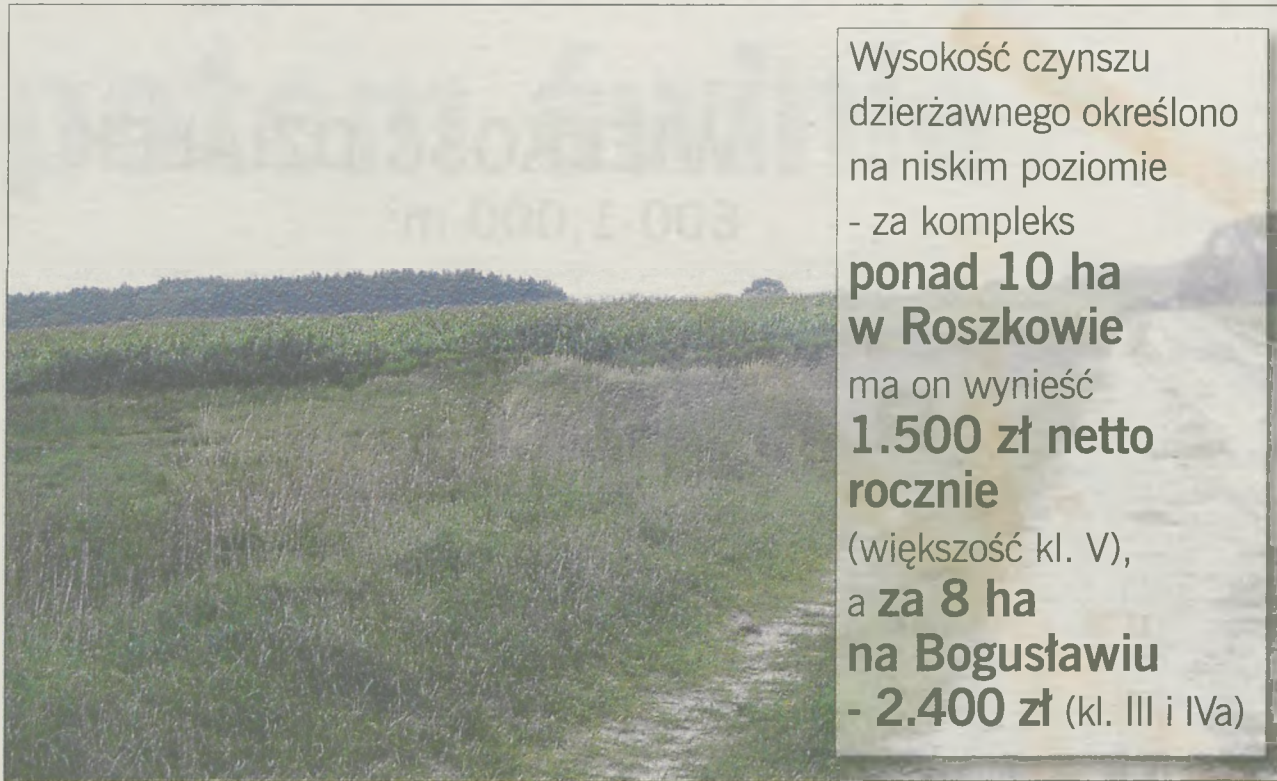 Wysokość czynszu
dzierżawnego określono
na niskim poziomie
- za kompleks
ponad 10 ha
w Roszkowie
ma on wynieść
1.500 zł netto
rocznie
(większość kl. V),
a za 8 ha
na Bogusławiu
- 2.400 zł (kl. III i IVa)